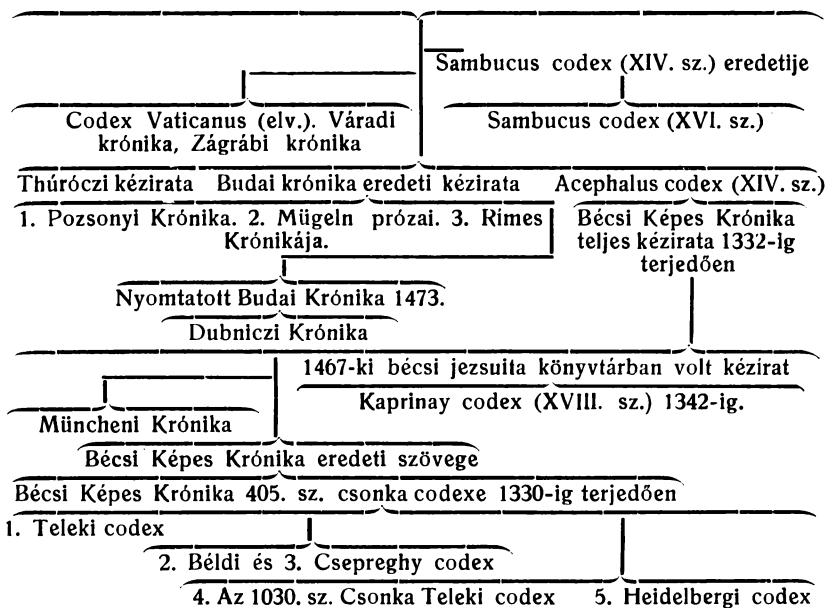 Sambucus codex (XIV. sz.) eredetije
Codex Vaticanus (elv.). Váradi
krónika, Zágrábi krónika
Sambucus codex (XVI. sz.)
Thúróczi kézirata Budai krónika eredeti kézirata Acephalus codex (XIV. sz.)
1. Pozsonyi Krónika. 2. Mügeln prózai. 3. Rímes
Krónikája.
Bécsi Képes Krónika
teljes kézirata 1332-ig
terjedően
Nyomtatott Budai Krónika 1473.
Dubniczi Krónika
1467-ki bécsi jezsuita könyvtárban volt kézirat
Kaprinay codex (XVIII. sz.) 1342-ig.
Müncheni Krónika
Bécsi Képes Krónika eredeti szövege
Bécsi Képes Krónika 405. sz. csonka codexe 1330-ig terjedően
1. Teleki codex
2. Béldi és 3. Csepreghy codex
4. Az 1030. sz. Csonka Teleki codex 5. Heidelbergi codex